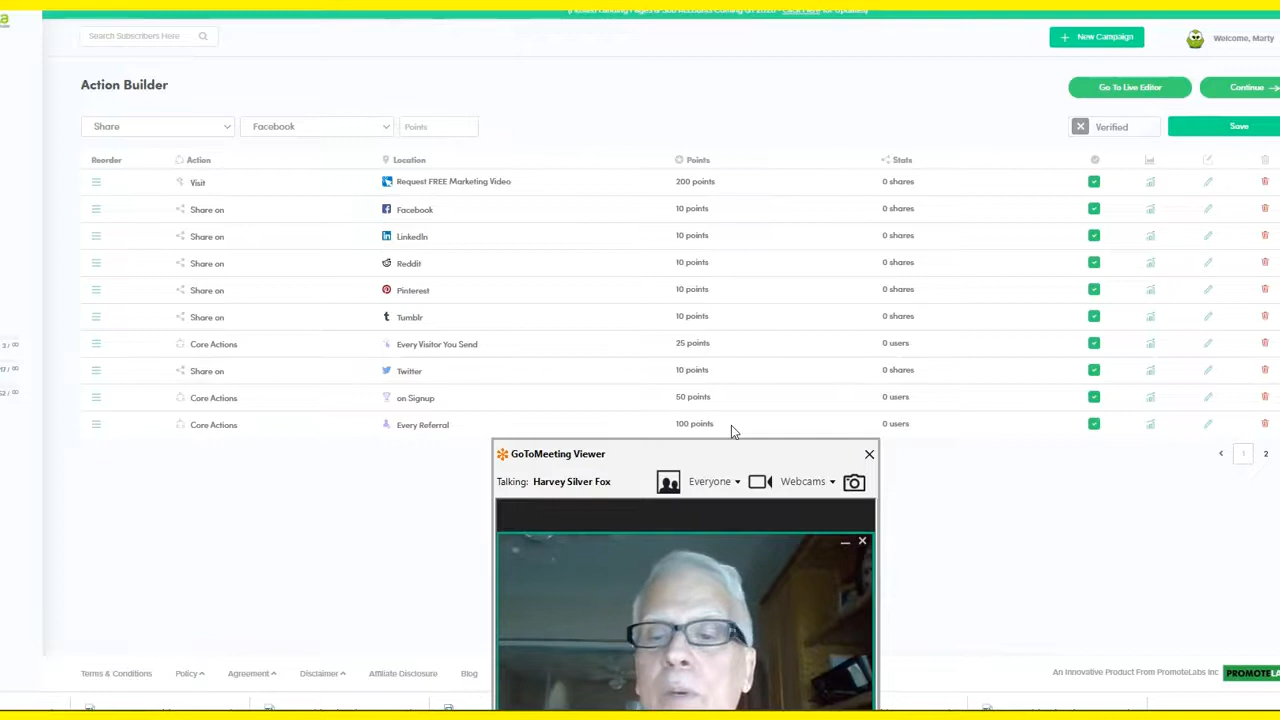 Search Subscribers Here
New Campaign
Welcome, Marty
Action Builder
Go To Live Editor
Continue
Share
Facebook
Points
Verified
Save
Reorder Action Location Points Stats
Visit Request FREE Marketing Video 200 points 0 shares
Share on Facebook 10 points 0 shares
Share on LinkedIn 10 points 0 shares
Share on Reddit 10 points 0 shares
Share on Pinterest 10 points 0 shares
Share on Tumblr 10 points 0 shares
Core Actions Every Visitor You Send 25 points 0 users
Share on Twitter 10 points 0 shares
Core Actions on Signup 50 points 0 users
Core Actions Every Referral 100 points 0 users
1 2
GoToMeeting Viewer
Talking: Harvey Silver Fox
Everyone
Webcams
Terms & Conditions Policy Agreement Disclaimer Affiliate Disclosure Blog
An Innovative Product From PromoteLabs Inc